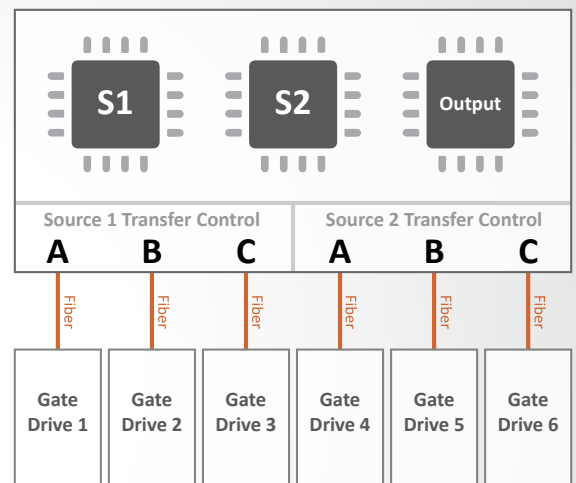 S1
S2
Output
Source 1 Transfer Control
Source 2 Transfer Control
A
B
C
A
B
C
Fiber
Fiber
Fiber
Fiber
Fiber
Fiber
Gate
Drive 1
Gate
Drive 2
Gate
Drive 3
Gate
Drive 4
Gate
Drive 5
Gate
Drive 6